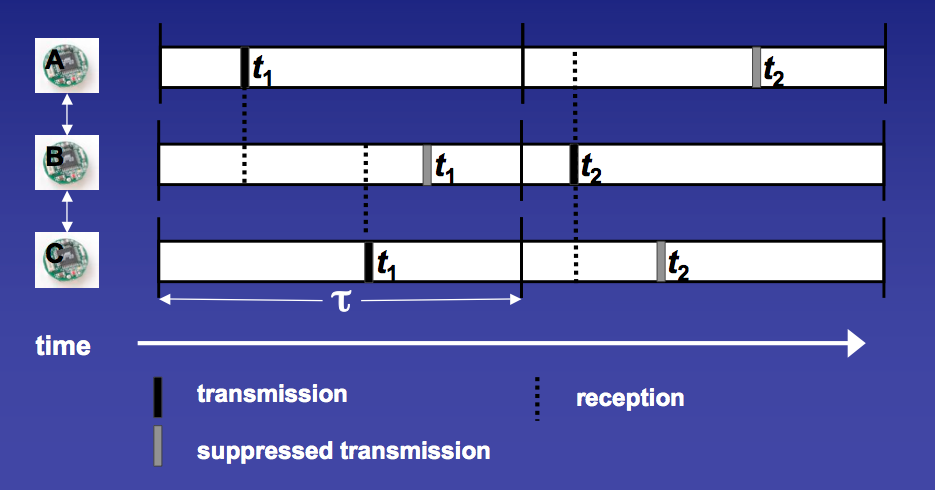 A
t1
t2
B
t1
t2
C
t1
t2
τ
time
transmission
reception
suppressed transmission